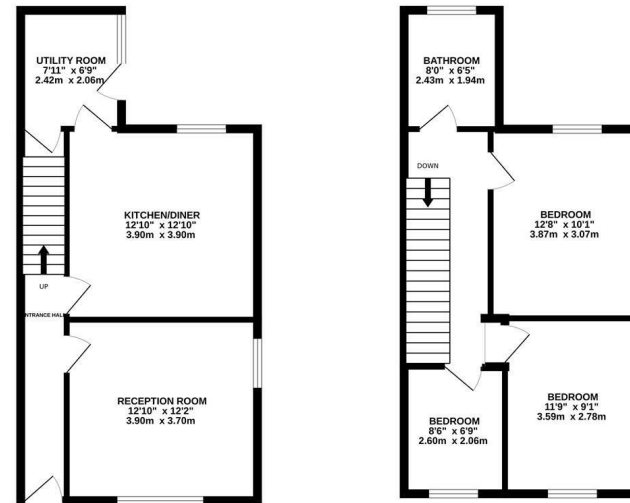 UTILITY ROOM
7'11" x 6'9"
2.42m x 2.06m
KITCHEN/DINER
12'10" x 12'10"
3.90m x 3.90m
UP
NTRANCE HALL
RECEPTION ROOM
12'10" x 12'2"
3.90m x 3.70m
BATHROOM
8'0" x 6'5"
2.43m x 1.94m
DOWN
BEDROOM
12'8" x 10'1"
3.87m x 3.07m
BEDROOM
11'9" x 9'1"
3.59m x 2.78m
BEDROOM
8'6" x 6'9"
2.60m x 2.06m